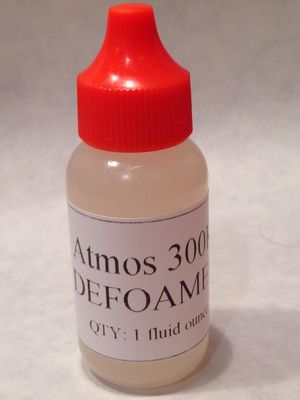 Atmos 300
DEFOAME
QTY: 1 fluid ounce